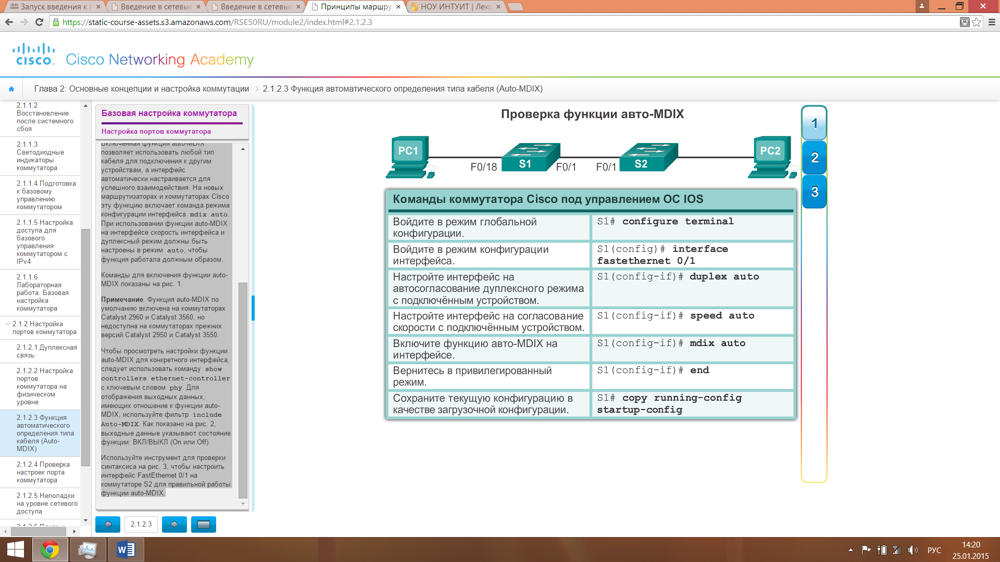 Запуск введения к г
Введение в сетевые
Введение в сетевые
Принципы маршру
НОУ ИНТУИТ | Лекц
https://static-course-assets.s3.amazonaws.com/RSE50RU/module2/index.html#2.1.2.3
CISCO. Cisco Networking Academy
Глава 2: Основные концепции и настройка коммутации
2.1.2.3 Функция автоматического определения типа кабеля (Auto-MDIX)
2.1.1.2
Восстановление
после системного
сбоя
2.1.1.3
Светодиодные
индикаторы
коммутатора
2.1.1.4 Подготовка
к базовому
управлению
коммутатором
2.1.1.5 Настройка
доступа для
базового
управления
коммутатором с
IPv4
2.1.1.6
Лабораторная
работа. Базовая
настройка
коммутатора
2.1.2 Настройка
портов коммутатора
2.1.2.1 Дуплексная
связь
2.1.2.2 Настройка
портов
коммутатора на
физическом
уровне
2.1.2.3 Функция
автоматического
определения типа
кабеля (Auto-
MDIX)
2.1.2.4 Проверка
настроек порта
коммутатора
2.1.2.5 Неполадки
на уровне сетевого
доступа
Базовая настройка коммутатора
Настройка портов коммутатора
Включенная функция auto-MDIX
позволяет использовать любой тип
кабеля для подключения к другим
устройствам, а интерфейс
автоматически настраивается для
успешного взаимодействия. На новых
маршрутизаторах и коммутаторах Cisco
эту функцию включает команда режима
конфигурации интерфейса mdix auto.
При использовании функции auto-MDIX
на интерфейсе скорость интерфейса и
дуплексный режим должны быть
настроены в режим auto, чтобы
функция работала должным образом.
Команды для включения функции auto-
MDIX показаны на рис. 1.
Примечание. Функция auto-MDIX по
умолчанию включена на коммутаторах
Catalyst 2960 и Catalyst 3560, но
недоступна на коммутаторах прежних
версий Catalyst 2950 и Catalyst 3550.
Чтобы просмотреть настройки функции
auto-MDIX для конкретного интерфейса,
следует использовать команду show
controllers ethernet-controller
с ключевым словом phy. Для
отображения выходных данных,
имеющих отношение к функции auto-
MDIX, используйте фильтр include
Auto-MDIX. Как показано на рис. 2,
выходные данные указывают состояние
функции: ВКЛ/ВЫКЛ (On или Off).
Используйте инструмент для проверки
синтаксиса на рис. 3, чтобы настроить
интерфейс FastEthernet 0/1 на
коммутаторе S2 для правильной работы
функции auto-MDIX.
2.1.2.3
Проверка функции авто-MDIX
PC1
F0/18
S1
F0/1
F0/1
S2
PC2
Команды коммутатора Cisco под управлением ОС IOS
Войдите в режим глобальной
конфигурации.
S1# configure terminal
Войдите в режим конфигурации
интерфейса.
S1(config)# interface
fastethernet 0/1
Настройте интерфейс на
автосогласование дуплексного режима
с подключённым устройством.
S1(config-if)# duplex auto
Настройте интерфейс на согласование
скорости с подключённым устройством.
S1(config-if)# speed auto
Включите функцию авто-MDIX на
интерфейсе.
S1(config-if)# mdix auto
Вернитесь в привилегированный
режим.
S1(config-if)# end
Сохраните текущую конфигурацию в
качестве загрузочной конфигурации.
S1# copy running-config
startup-config
1
2
3
РУС
14:20
25.01.2015